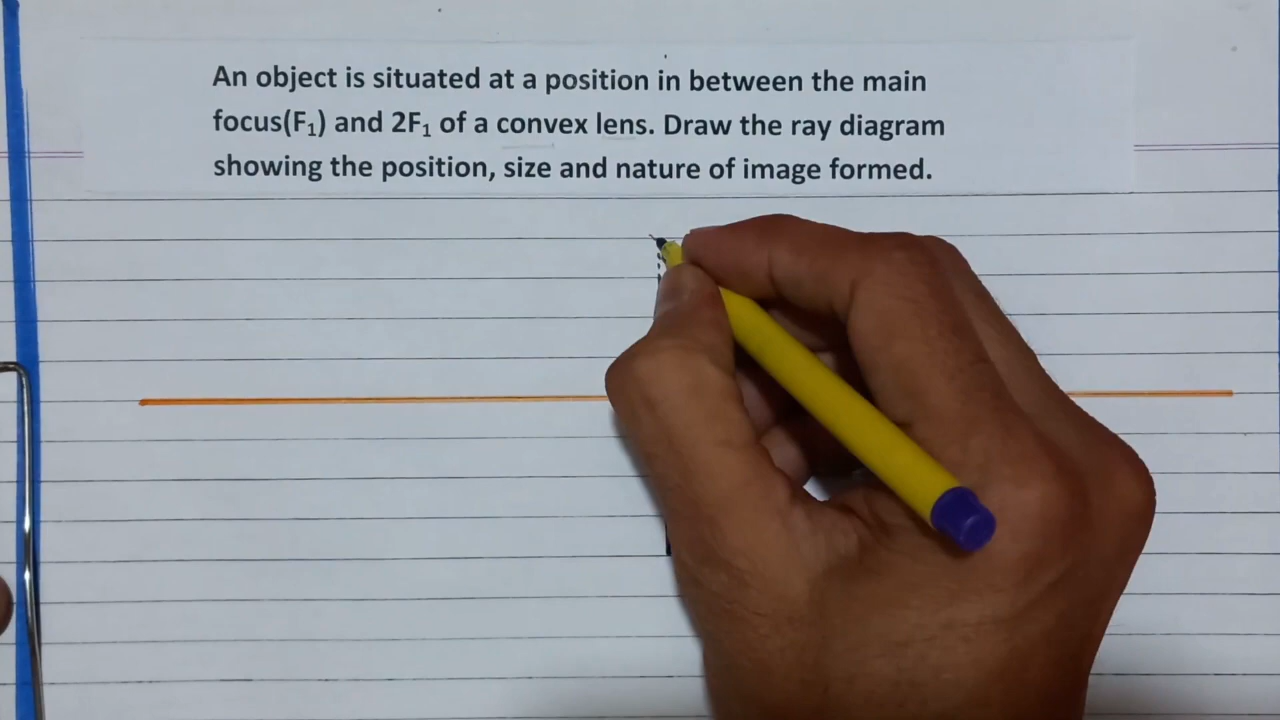 An object is situated at a position in between the main
focus(F₁) and 2F₁ of a convex lens. Draw the ray diagram
showing the position, size and nature of image formed.